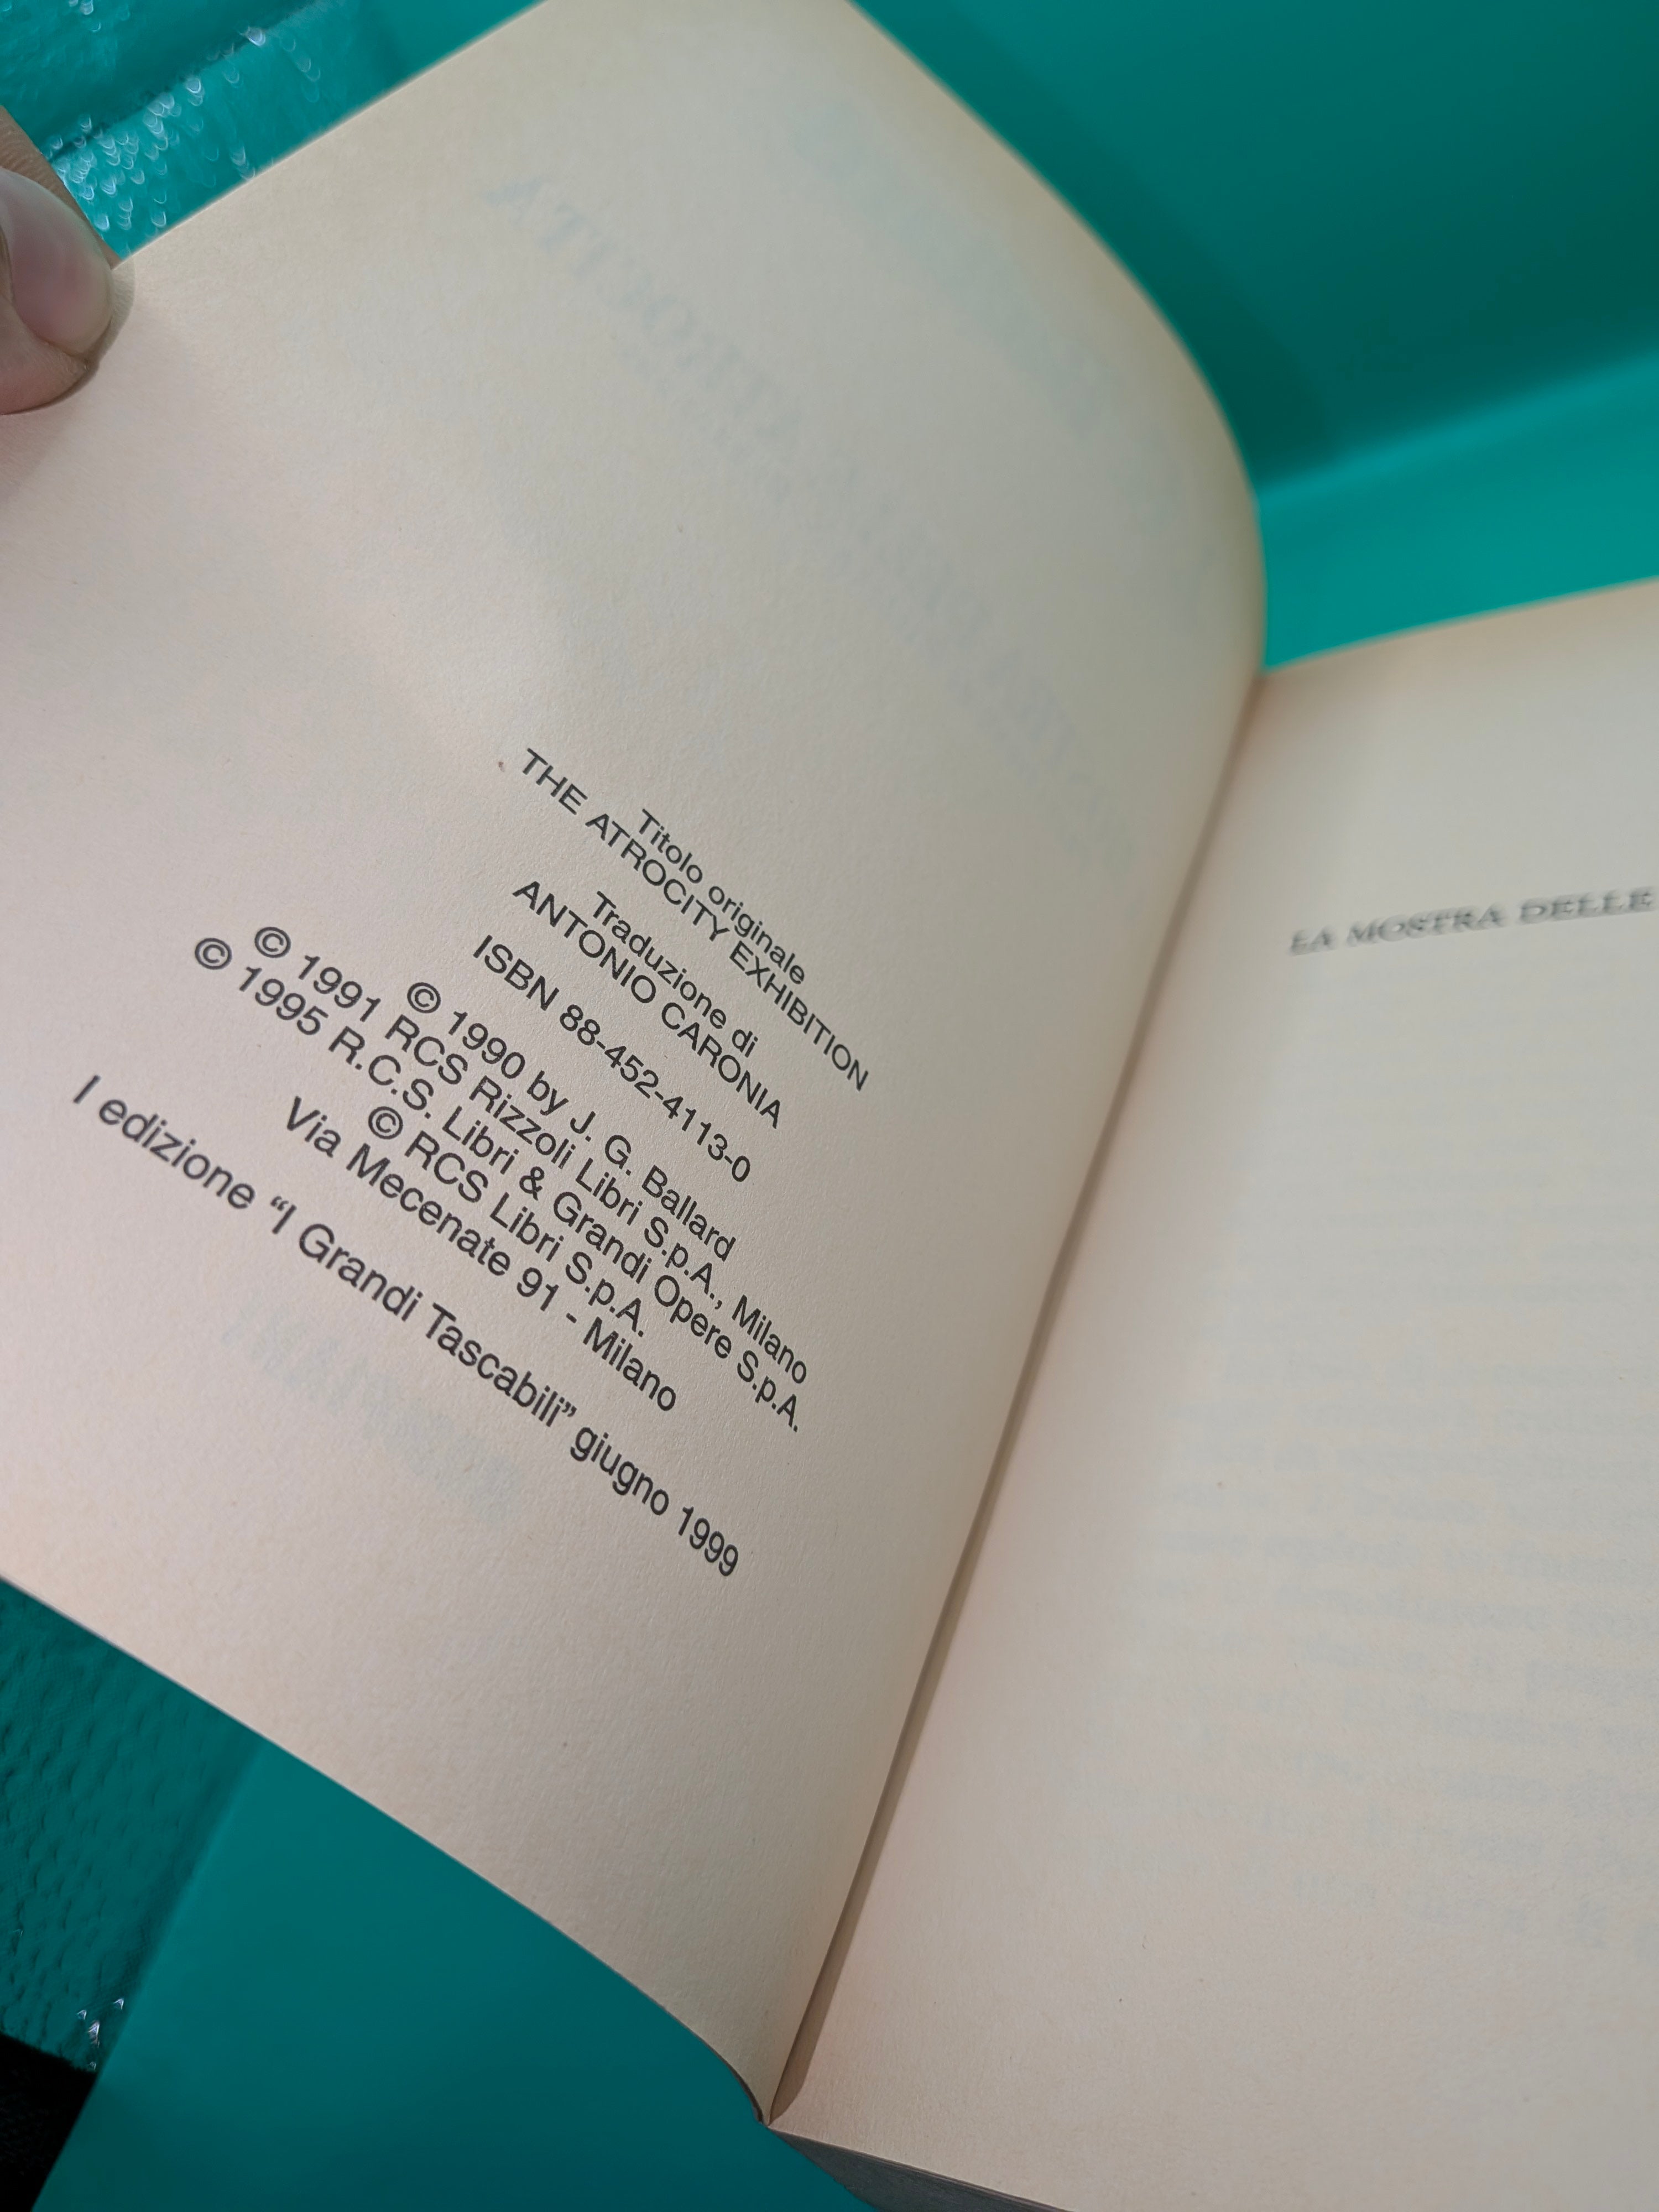 Titolo originale
THE ATROCITY EXHIBITION
Traduzione di
ANTONIO CARONIA
ISBN 88-452-4113-0
© 1990 by J. G. Ballard
© 1991 RCS Rizzoli Libri S.p.A., Milano
© 1995 R.C.S. Libri & Grandi Opere S.p.A.
© RCS Libri S.p.A.
Via Mecenate 91 - Milano
I edizione “I Grandi Tascabili” giugno 1999
LA MOSTRA DELLE